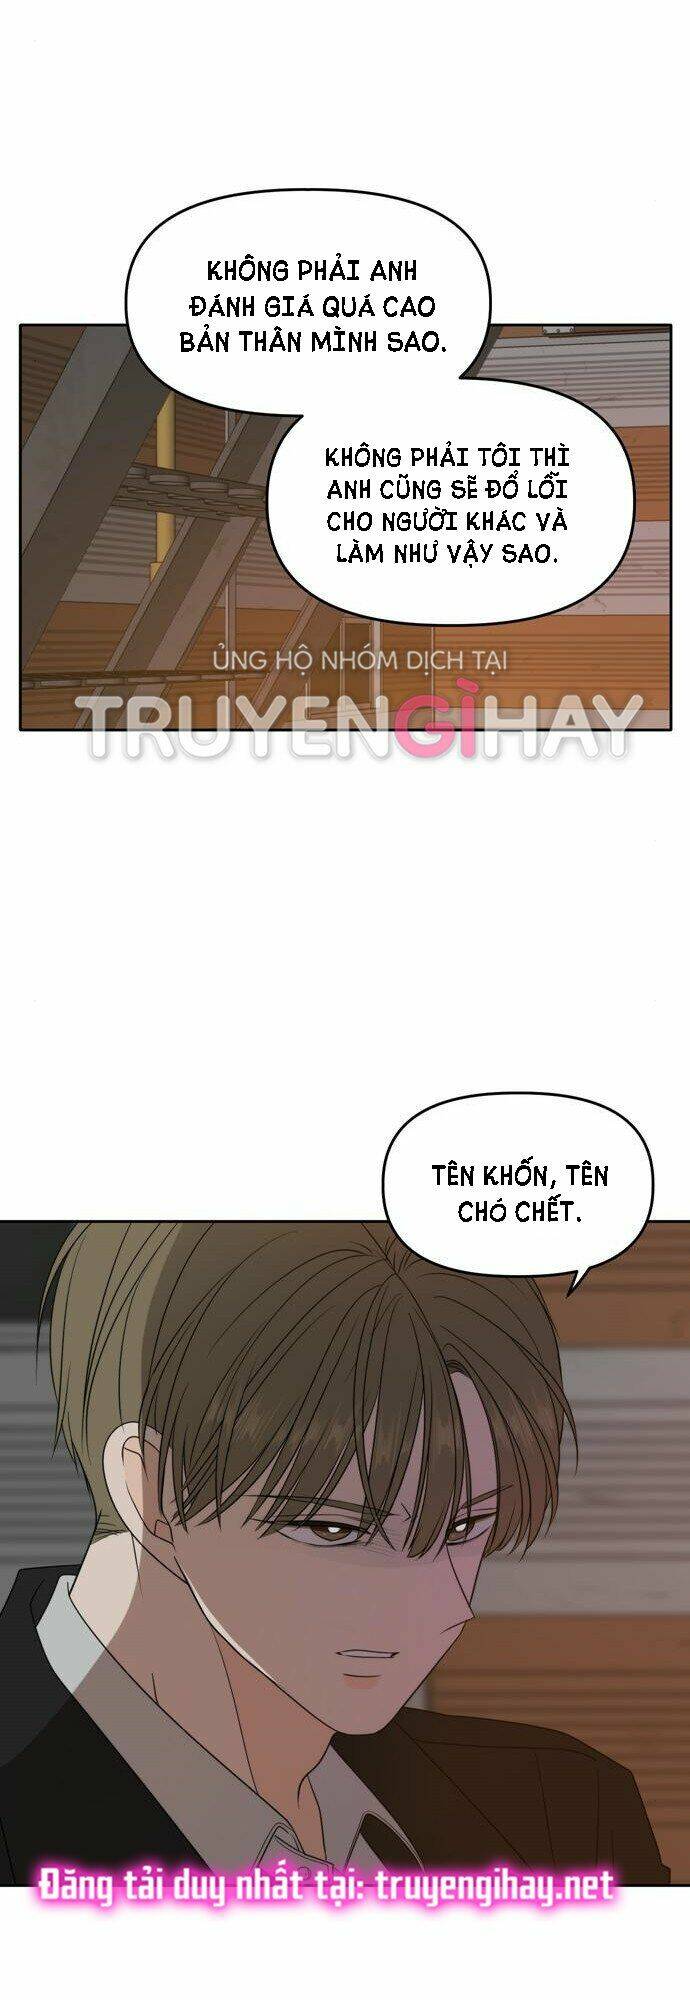 KHÔNG PHẢI ANH
ĐÁNH GIÁ QUÁ CAO
BẢN THÂN MÌNH SAO.
KHÔNG PHẢI TÔI THÌ
ANH CŨNG SẼ ĐỔ LỖI
CHO NGƯỜI KHÁC VÀ
LÀM NHƯ VẬY SAO.
ỦNG HỘ NHÓM DỊCH TẠI
TRUYENGIHAY
TÊN KHỐN, TÊN
CHÓ CHẾT.
Đăng tải duy nhất tại: truyengihay.net